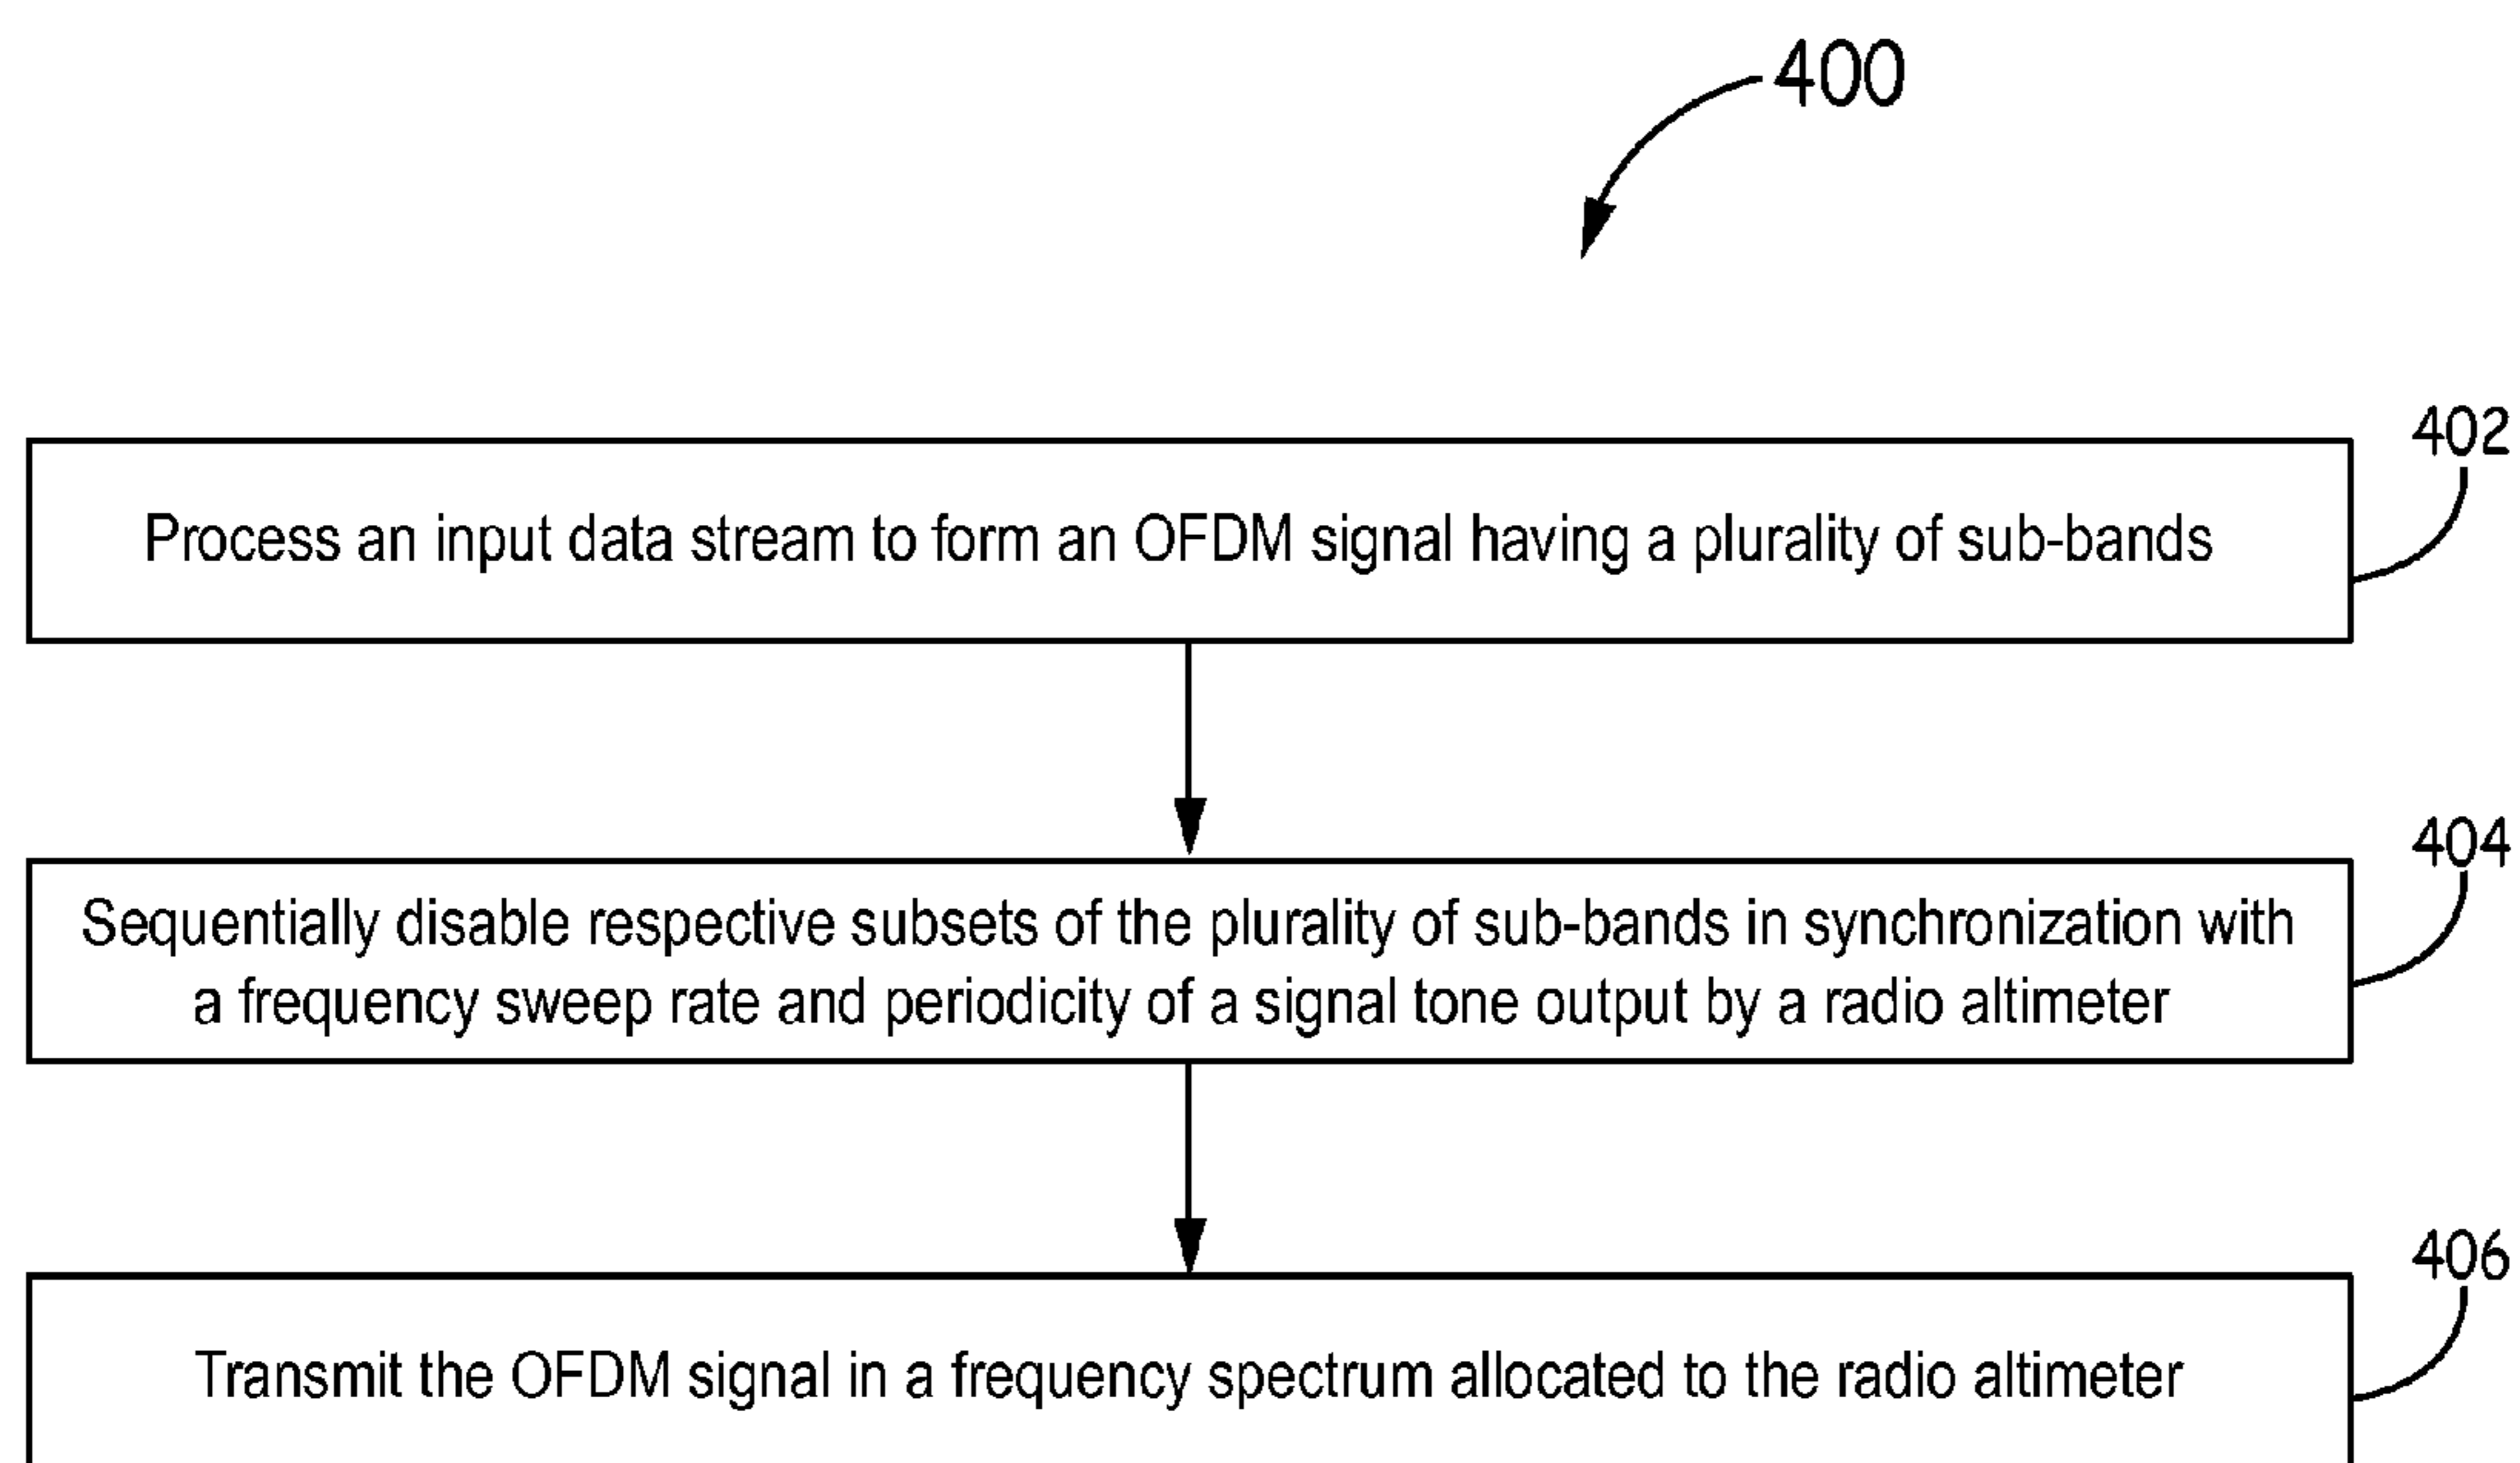 400
402
Process an input data stream to form an OFDM signal having a plurality of sub-bands
404
Sequentially disable respective subsets of the plurality of sub-bands in synchronization with
a frequency sweep rate and periodicity of a signal tone output by a radio altimeter
406
Transmit the OFDM signal in a frequency spectrum allocated to the radio altimeter